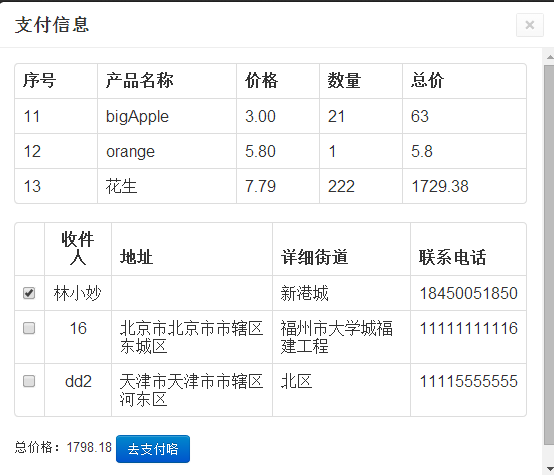 支付信息 ×
序号 产品名称 价格 数量 总价
11 bigApple 3.00 21 63
12 orange 5.80 1 5.8
13 花生 7.79 222 1729.38
收件
人 地址 详细街道 联系电话
林小妙 新港城 18450051850
16 北京市北京市市辖区 福州市大学城福 11111111116
东城区 建工程
dd2 天津市天津市市辖区 北区 11115555555
河东区
总价格：1798.18 去支付咯